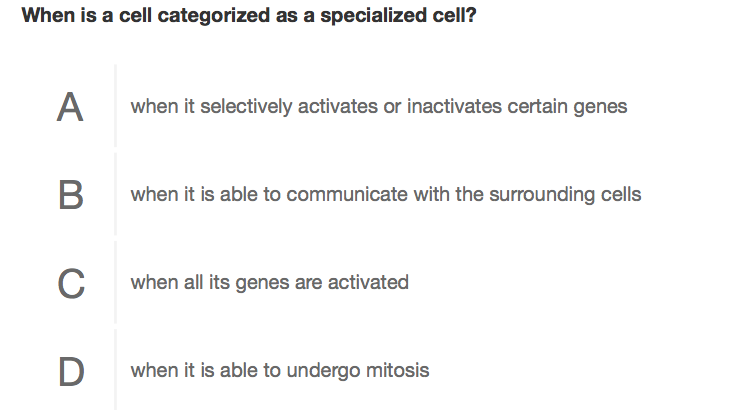 When is a cell categorized as a specialized cell?
A when it selectively activates or inactivates certain genes
B when it is able to communicate with the surrounding cells
C when all its genes are activated
D when it is able to undergo mitosis